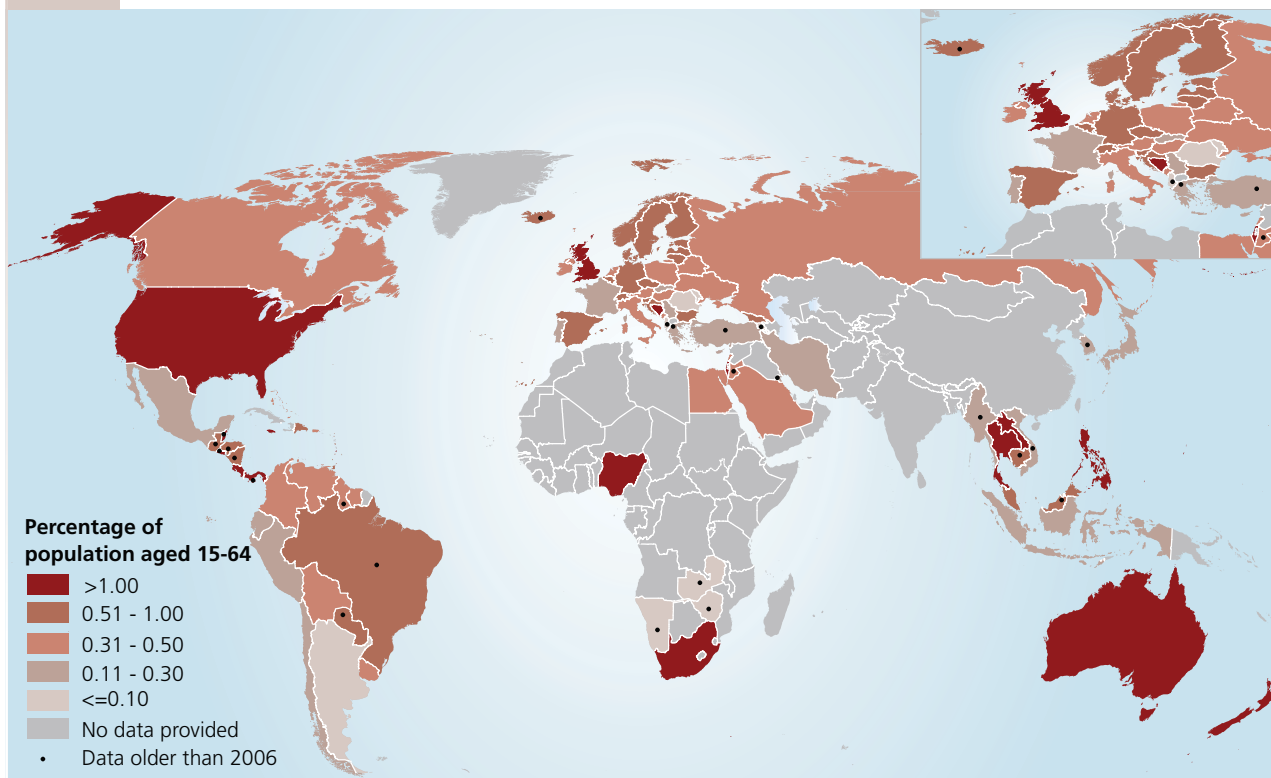 Percentage of
population aged 15-64
>1.00
0.51 - 1.00
0.31 - 0.50
0.11 - 0.30
<=0.10
No data provided
• Data older than 2006